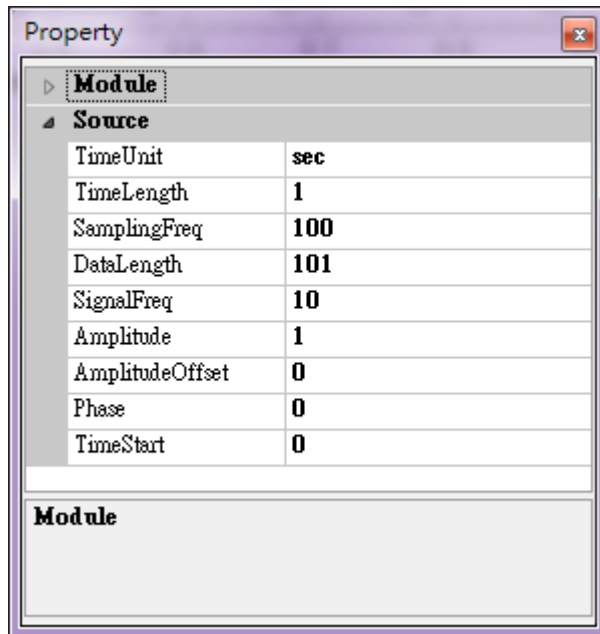 Property
Module
Source
TimeUnit sec
TimeLength 1
SamplingFreq 100
DataLength 101
SignalFreq 10
Amplitude 1
AmplitudeOffset 0
Phase 0
TimeStart 0
Module